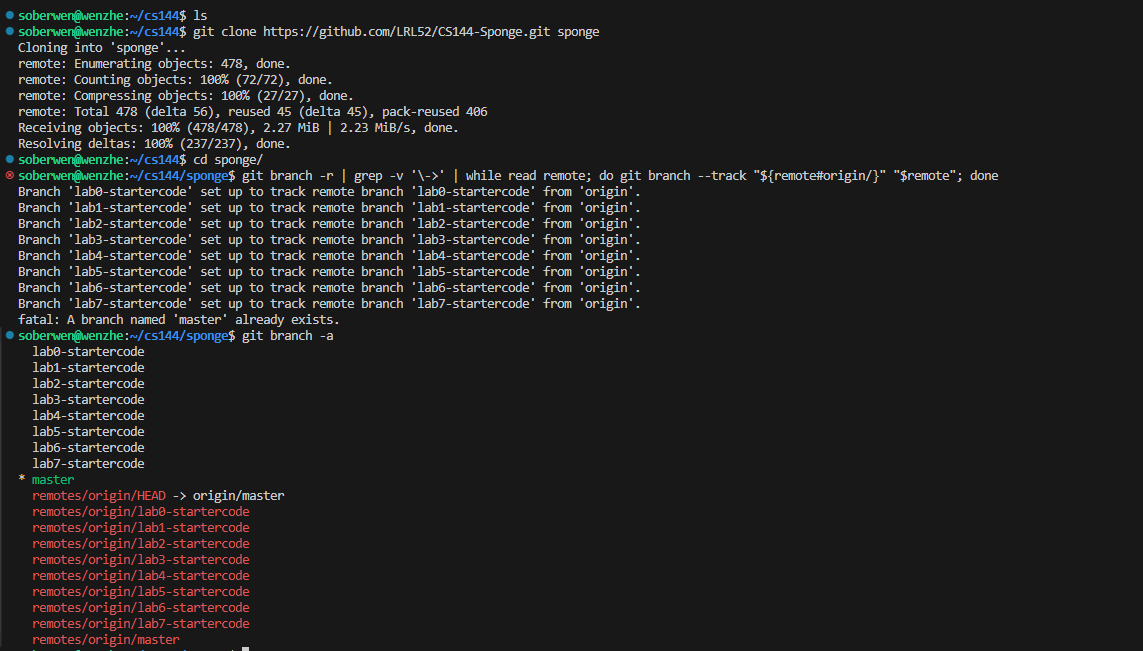 soberwen@wenzhe:~/cs144$ ls
soberwen@wenzhe:~/cs144$ git clone https://github.com/LRL52/CS144-Sponge.git sponge
Cloning into 'sponge'...
remote: Enumerating objects: 478, done.
remote: Counting objects: 100% (72/72), done.
remote: Compressing objects: 100% (27/27), done.
remote: Total 478 (delta 56), reused 45 (delta 45), pack-reused 406
Receiving objects: 100% (478/478), 2.27 MiB | 2.23 MiB/s, done.
Resolving deltas: 100% (237/237), done.
soberwen@wenzhe:~/cs144$ cd sponge/
soberwen@wenzhe:~/cs144/sponge$ git branch -r | grep -v '\->' | while read remote; do git branch --track "${remote#origin/}" "$remote"; done
Branch 'lab0-startercode' set up to track remote branch 'lab0-startercode' from 'origin'.
Branch 'lab1-startercode' set up to track remote branch 'lab1-startercode' from 'origin'.
Branch 'lab2-startercode' set up to track remote branch 'lab2-startercode' from 'origin'.
Branch 'lab3-startercode' set up to track remote branch 'lab3-startercode' from 'origin'.
Branch 'lab4-startercode' set up to track remote branch 'lab4-startercode' from 'origin'.
Branch 'lab5-startercode' set up to track remote branch 'lab5-startercode' from 'origin'.
Branch 'lab6-startercode' set up to track remote branch 'lab6-startercode' from 'origin'.
Branch 'lab7-startercode' set up to track remote branch 'lab7-startercode' from 'origin'.
fatal: A branch named 'master' already exists.
soberwen@wenzhe:~/cs144/sponge$ git branch -a
  lab0-startercode
  lab1-startercode
  lab2-startercode
  lab3-startercode
  lab4-startercode
  lab5-startercode
  lab6-startercode
  lab7-startercode
* master
  remotes/origin/HEAD -> origin/master
  remotes/origin/lab0-startercode
  remotes/origin/lab1-startercode
  remotes/origin/lab2-startercode
  remotes/origin/lab3-startercode
  remotes/origin/lab4-startercode
  remotes/origin/lab5-startercode
  remotes/origin/lab6-startercode
  remotes/origin/lab7-startercode
  remotes/origin/master